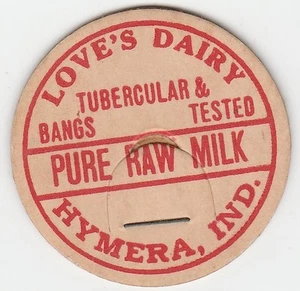 LOVE'S DAIRY
TUBERCULAR &
BANGS TESTED
PURE RAW MILK
HYMERA, IND.